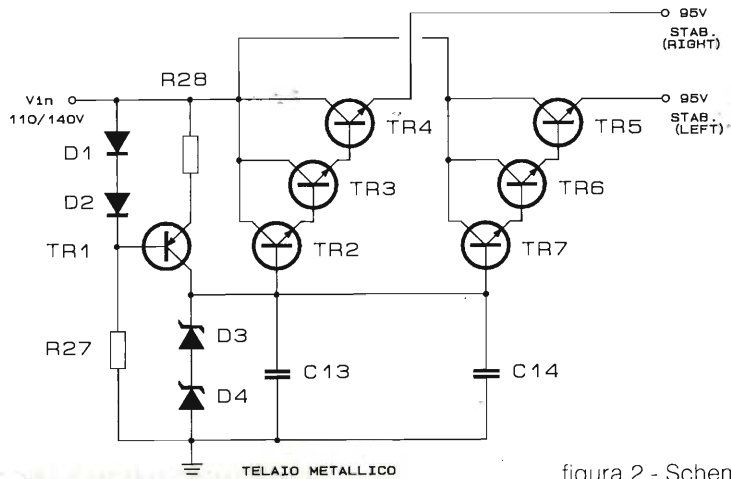 95V
STAB.
(RIGHT)
R28
Vin
110/140V
95V
STAB.
(LEFT)
TR4
TR5
D1
TR3
TR6
D2
TR1
TR2
TR7
R27
D3
D4
C13
C14
TELAIO METALLICO
figura 2 - Schem